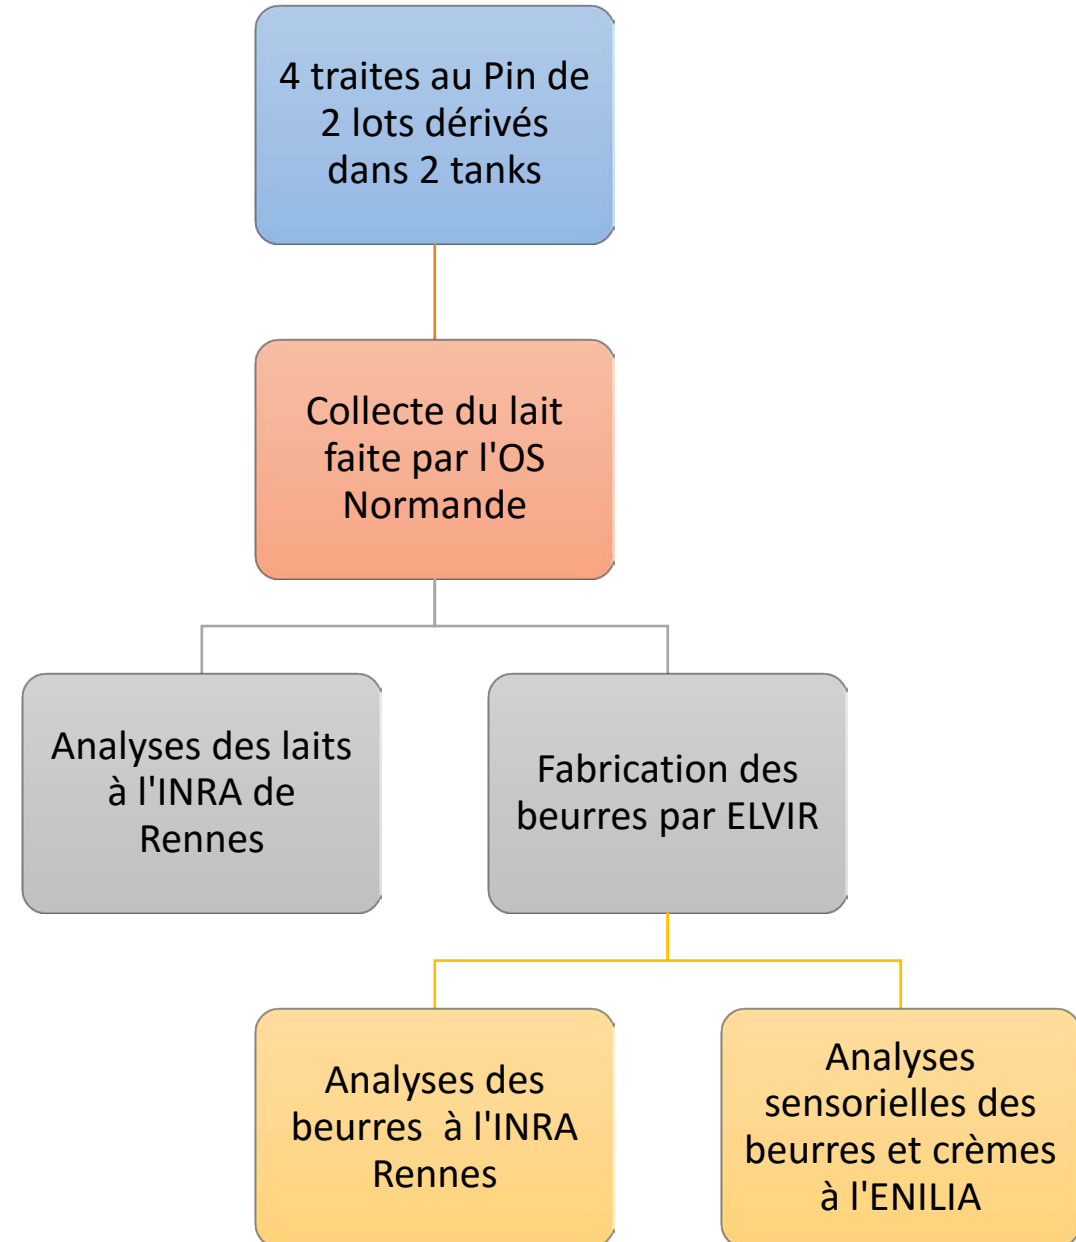 4 traites au Pin de
2 lots dérivés
dans 2 tanks
Collecte du lait
faite par l'OS
Normande
Analyses des laits
à l'INRA de
Rennes
Fabrication des
beurres par ELVIR
Analyses des
beurres à l'INRA
Rennes
Analyses
sensorielles des
beurres et crèmes
à l'ENILIA